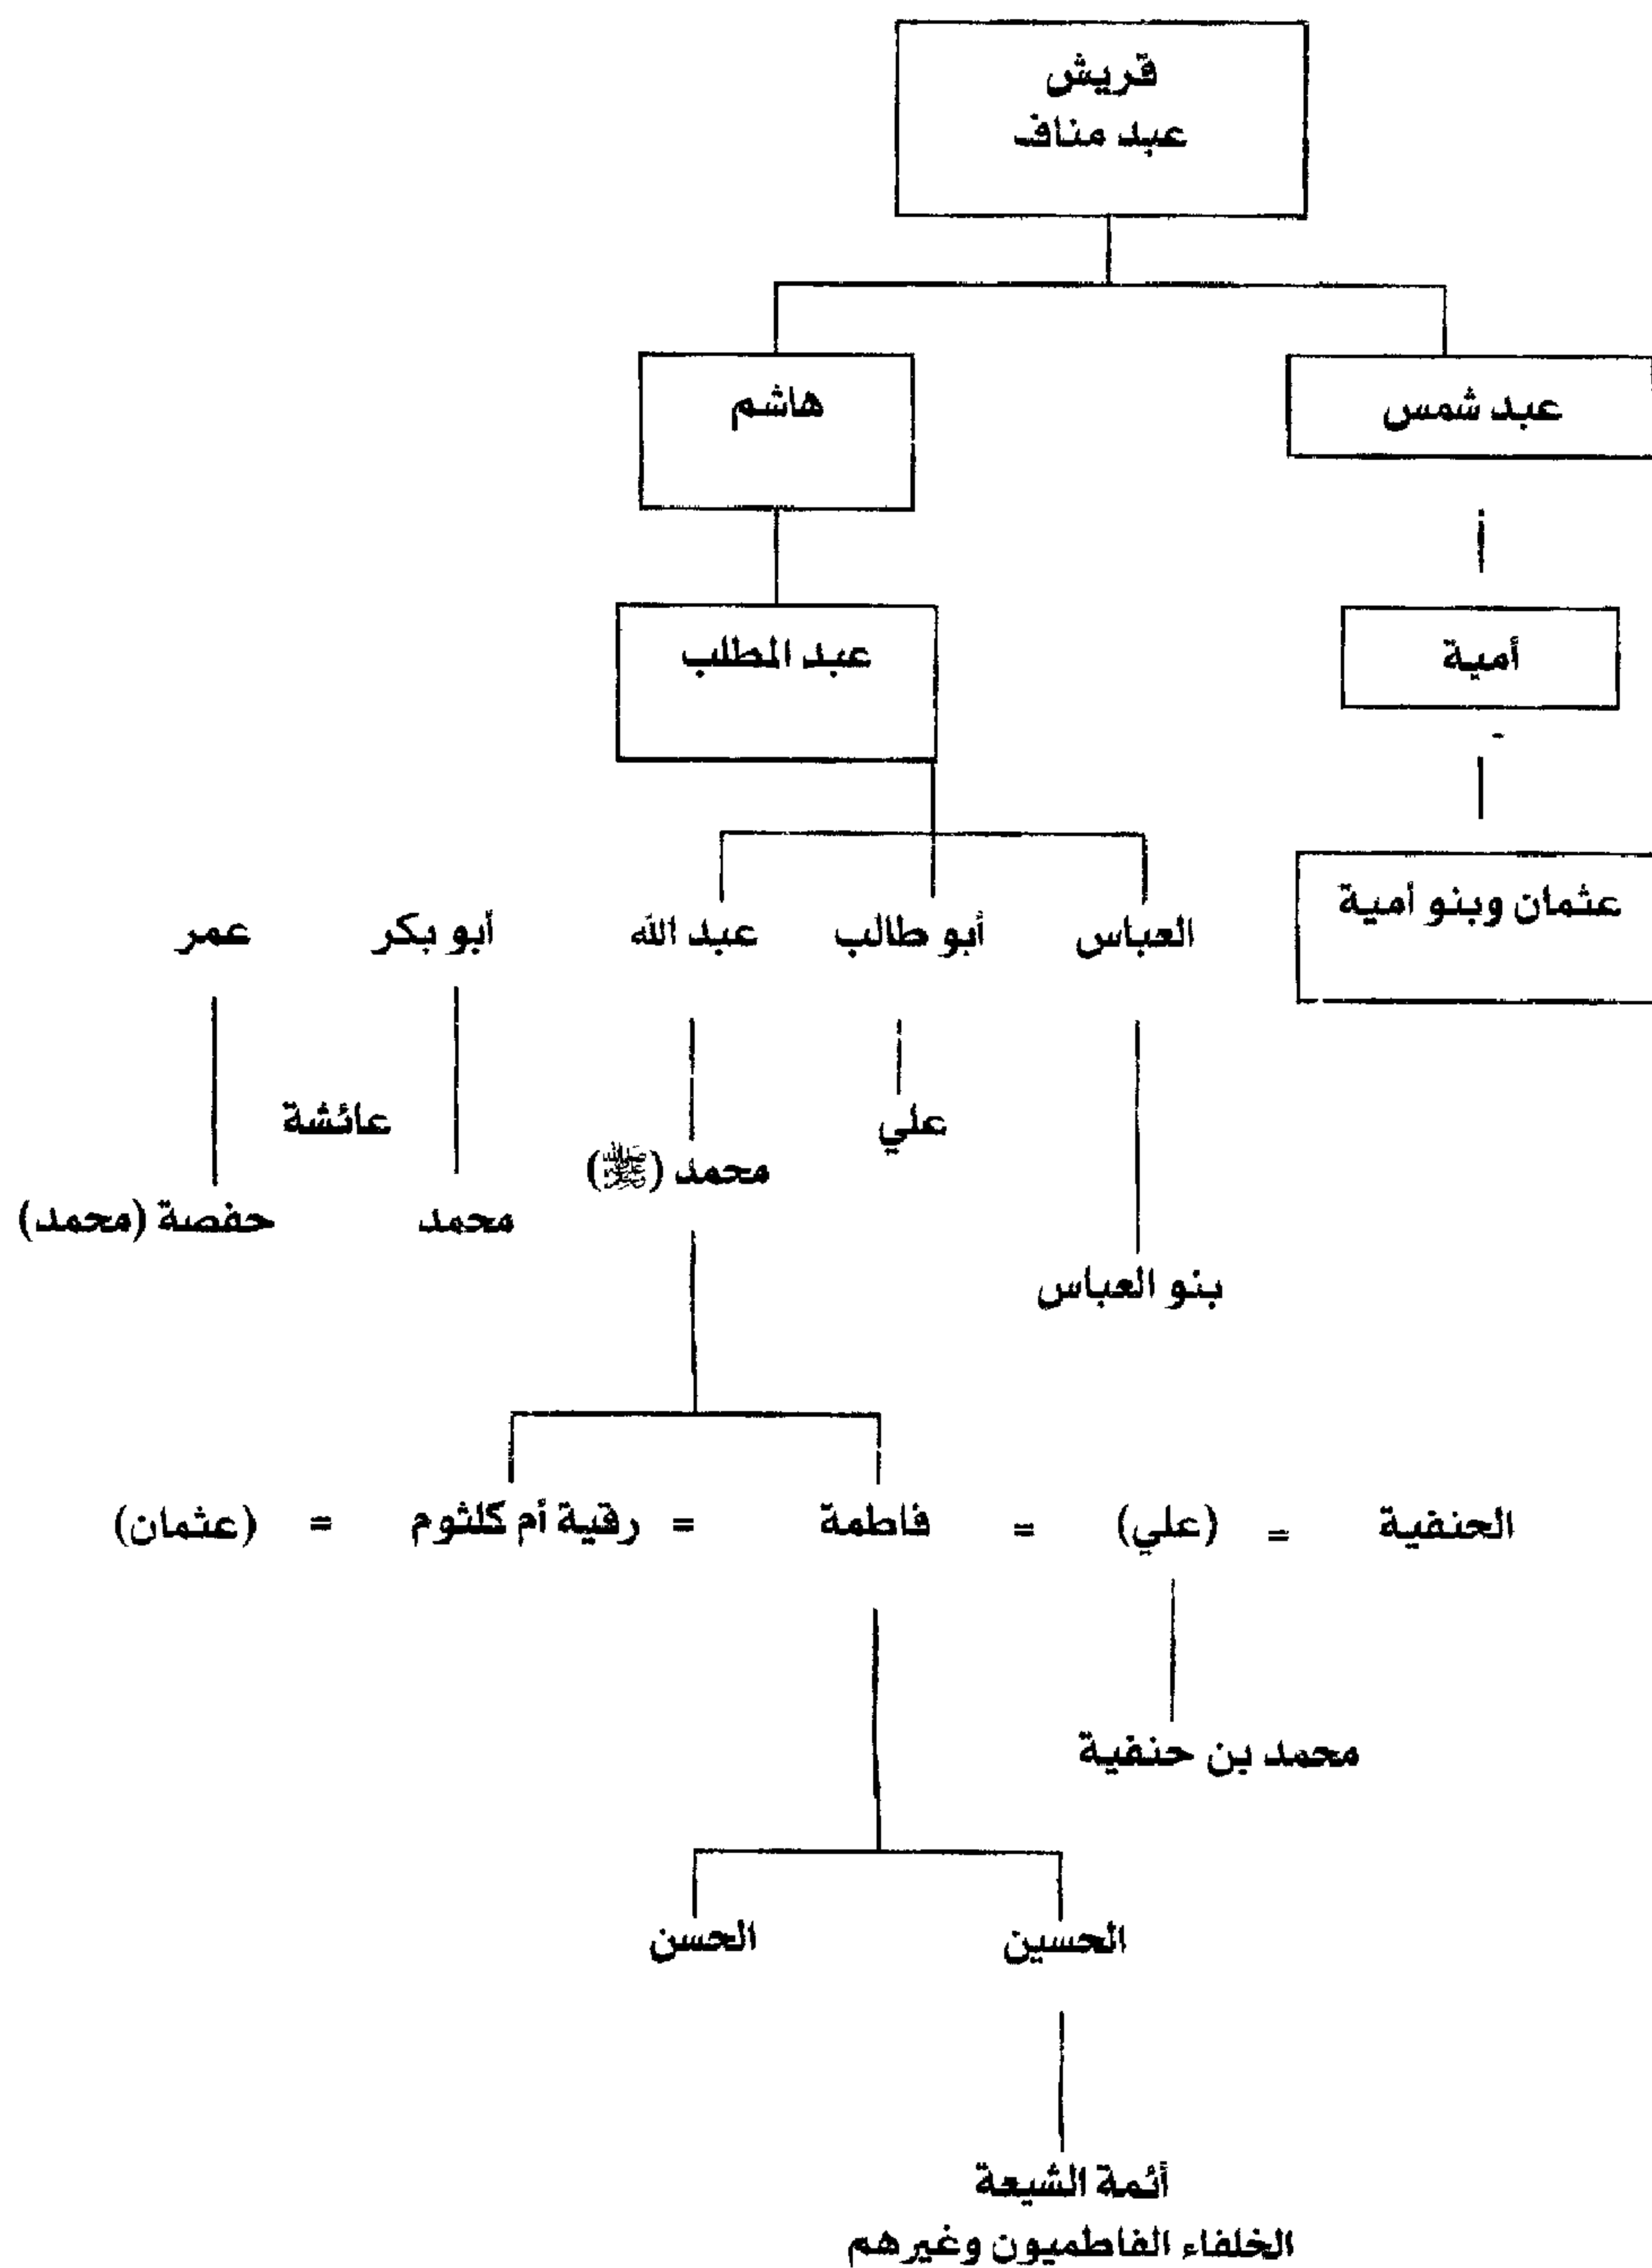 قريش
عبد مناف
عبد شمس
هاشم
أمية
عبد المطلب
عثمان وبنو أمية
العباس
أبو طالب
عبد الله
أبو بكر
عمر
علي
عائشة
محمد (ﷺ)
محمد
حفصة (محمد)
بنو العباس
الحنفية = (علي) = فاطمة = رقية أم كلثوم = (عثمان)
محمد بن حنفية
الحسين
الحسن
أئمة الشيعة
الخلفاء الفاطميون وغيرهم